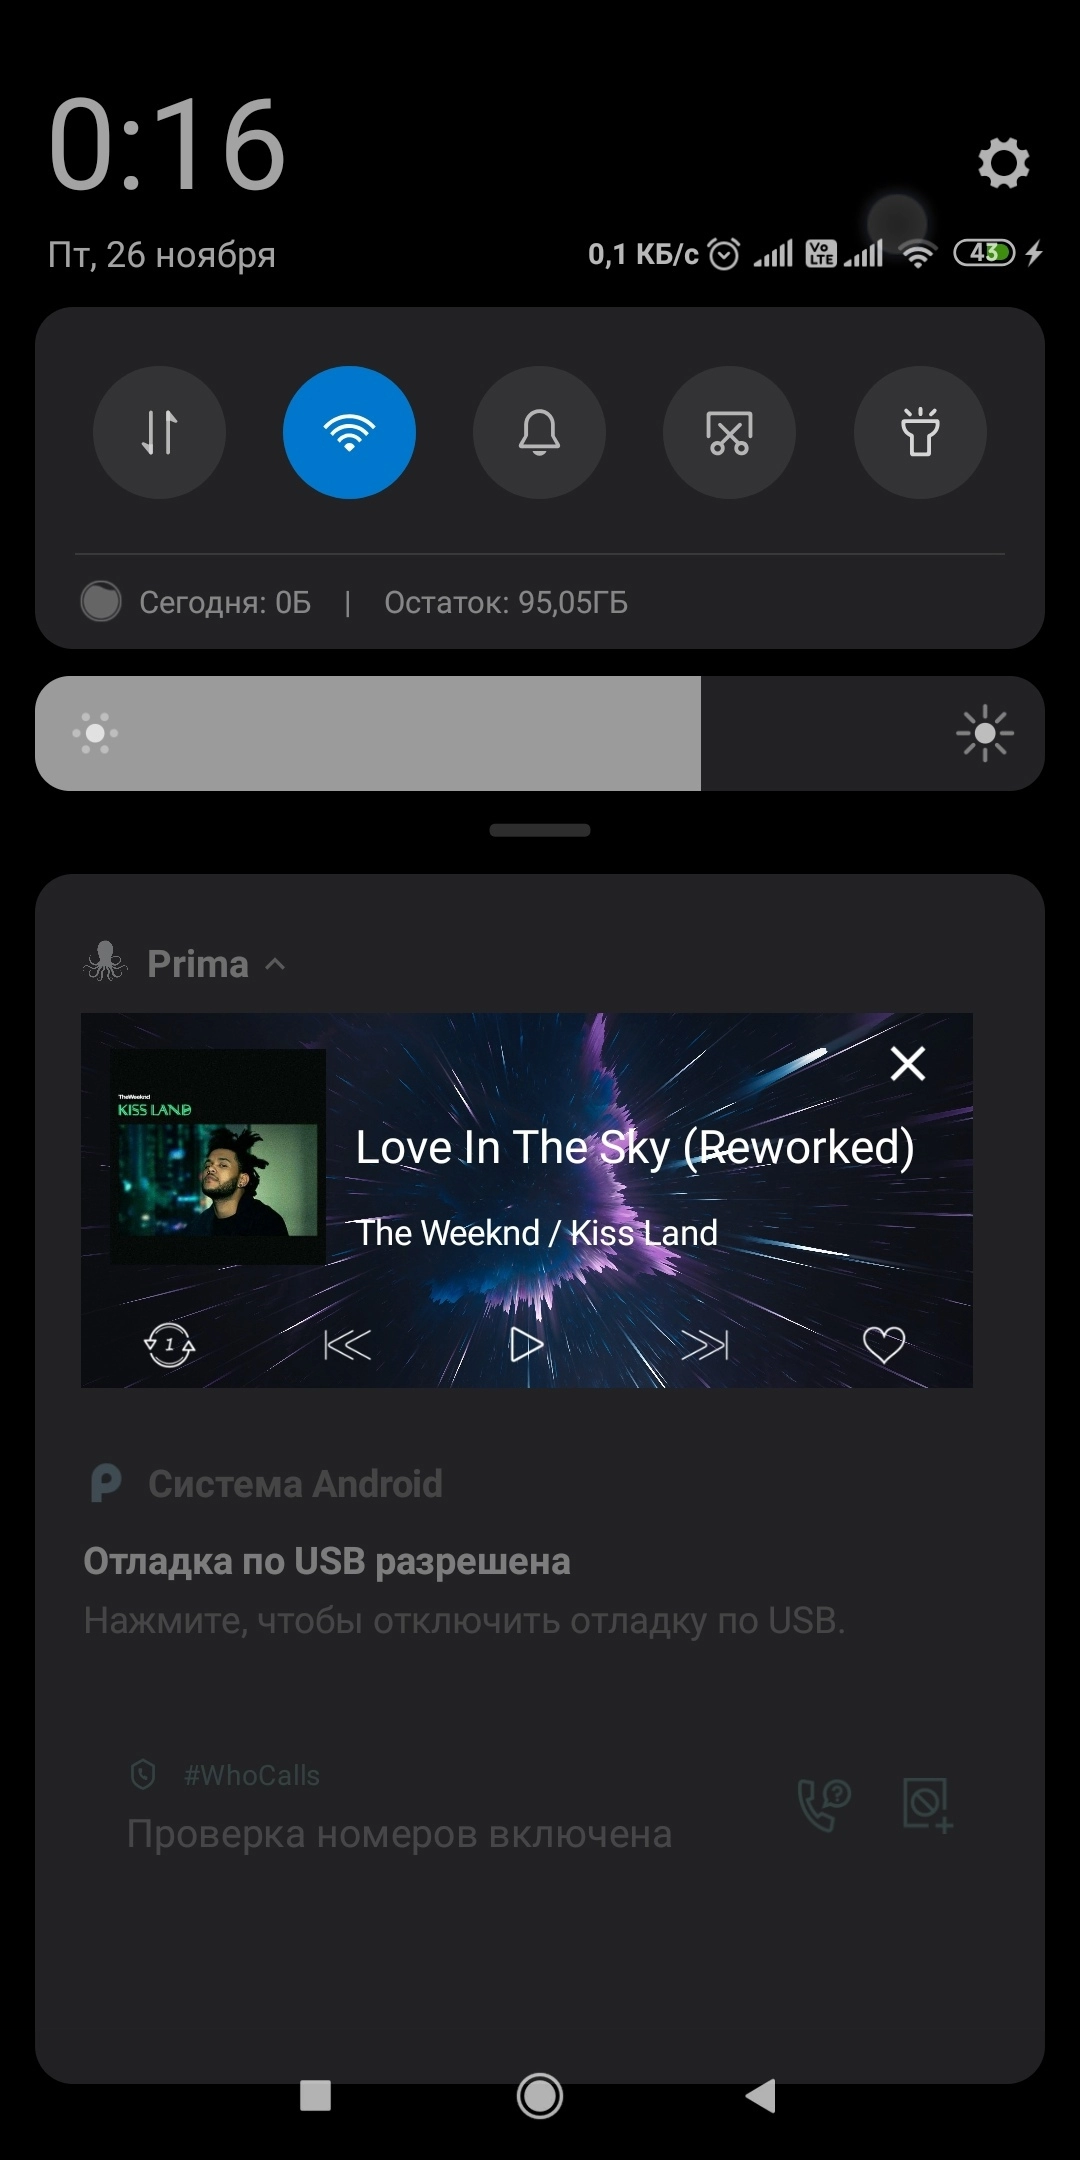 0:16
Пт, 26 ноября
0,1 КБ/с
Vo
LTE
43
Сегодня: 0Б | Остаток: 95,05ГБ
Prima
TheWeeknd
KISS LAND
Love In The Sky (Reworked)
The Weeknd / Kiss Land
1
Система Android
Отладка по USB разрешена
Нажмите, чтобы отключить отладку по USB.
#WhoCalls
Проверка номеров включена